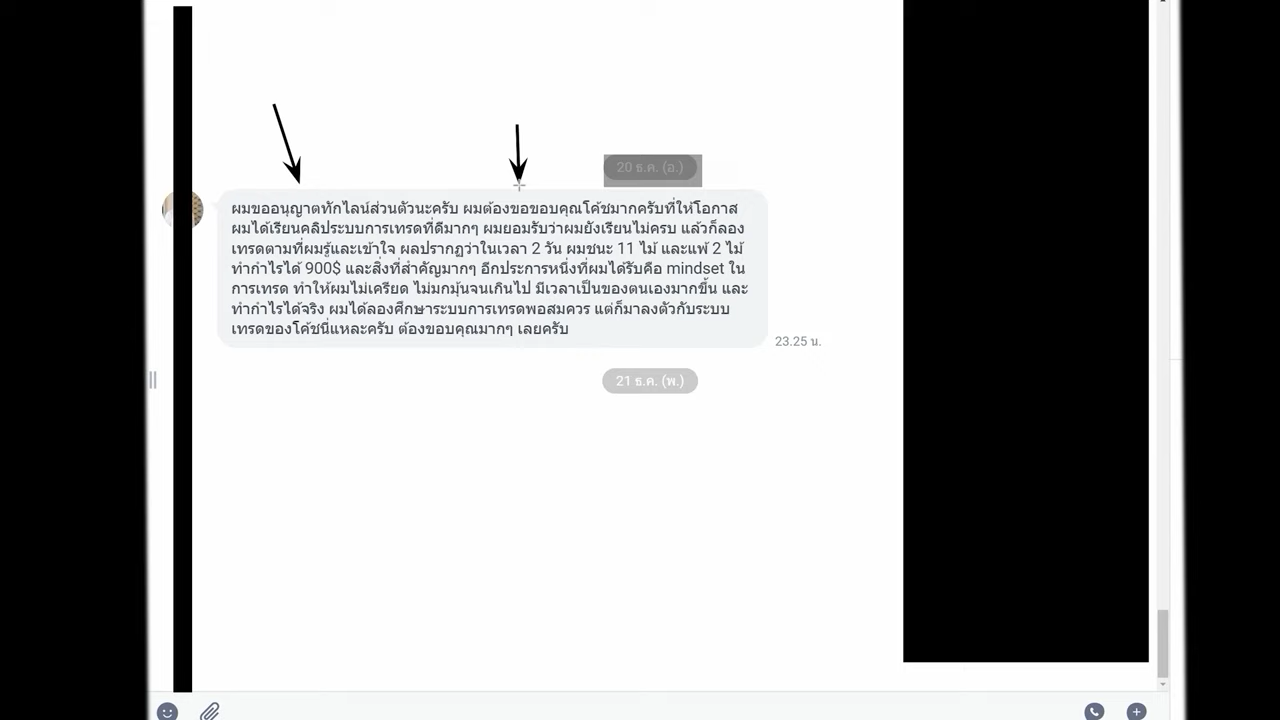 20 ธ.ค. (อ.)
ผมขออนุญาตทักไลน์ส่วนตัวนะครับ ผมต้องขอขอบคุณโค้ชมากครับที่ให้โอกาส
ผมได้เรียนคลิประบบการเทรดที่ดีมากๆ ผมยอมรับว่าผมยังเรียนไม่ครบ แล้วก็ลอง
เทรดตามที่ผมรู้และเข้าใจ ผลปรากฏว่าในเวลา 2 วัน ผมชนะ 11 ไม้ และแพ้ 2 ไม้
ทำกำไรได้ 900$ และสิ่งที่สำคัญมากๆ อีกประการหนึ่งที่ผมได้รับคือ mindset ใน
การเทรด ทำให้ผมไม่เครียด ไม่มกมุ้นจนเกินไป มีเวลาเป็นของตนเองมากขึ้น และ
ทำกำไรได้จริง ผมได้ลองศึกษาระบบการเทรดพอสมควร แต่ก็มาลงตัวกับระบบ
เทรดของโค้ชนี่แหละครับ ต้องขอบคุณมากๆ เลยครับ
23.25 น.
21 ธ.ค. (พ.)